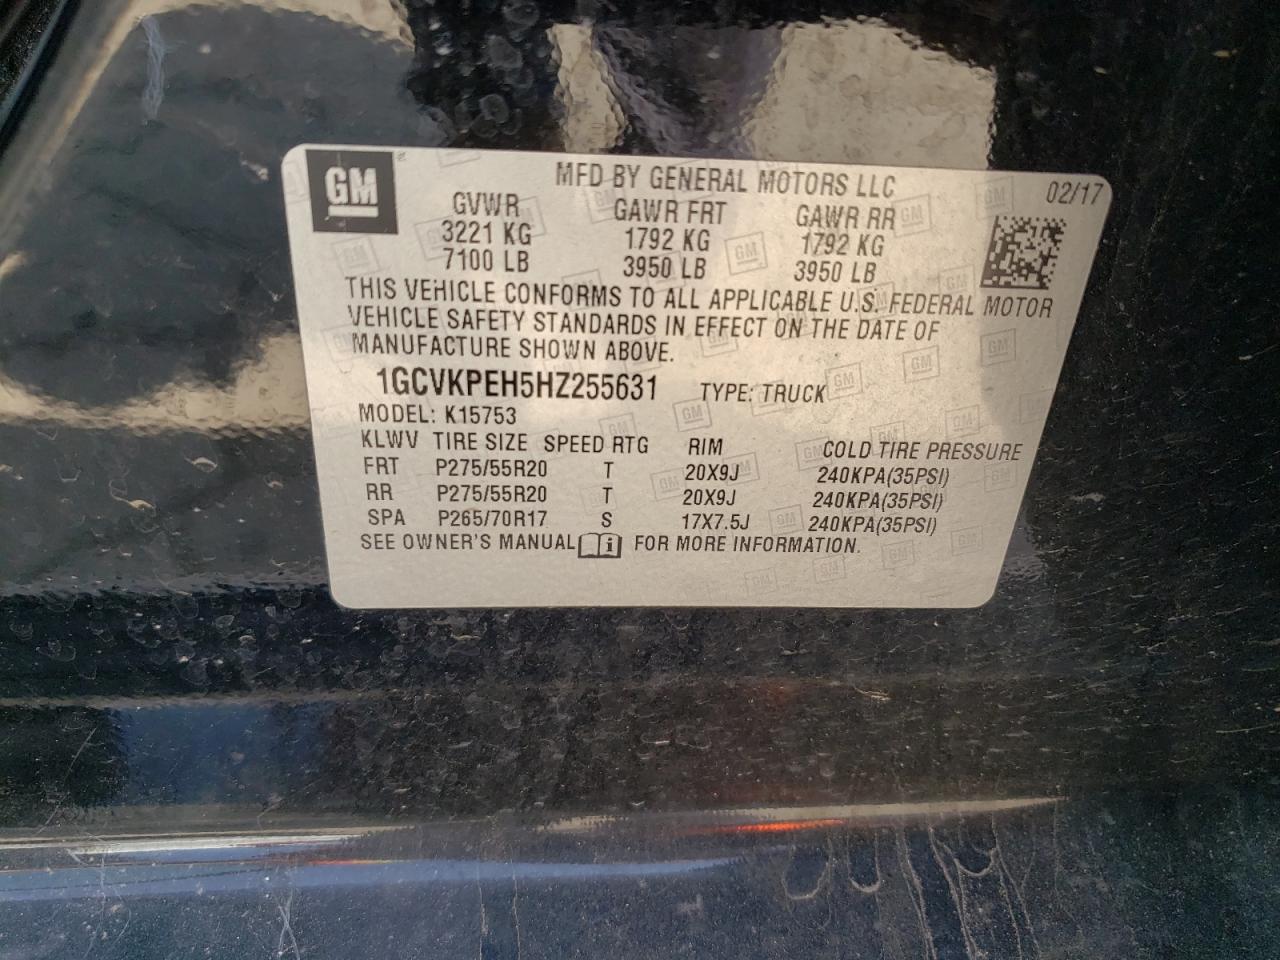 GM
MFD BY GENERAL MOTORS LLC 02/17
GVWR GAWR FRT GAWR RR
3221 KG 1792 KG 1792 KG
7100 LB 3950 LB 3950 LB
THIS VEHICLE CONFORMS TO ALL APPLICABLE U.S. FEDERAL MOTOR
VEHICLE SAFETY STANDARDS IN EFFECT ON THE DATE OF
MANUFACTURE SHOWN ABOVE.
1GCVKPEH5HZ255631 TYPE: TRUCK
MODEL: K15753
KLWV TIRE SIZE SPEED RTG RIM COLD TIRE PRESSURE
FRT P275/55R20 T 20X9J 240KPA(35PSI)
RR P275/55R20 T 20X9J 240KPA(35PSI)
SPA P265/70R17 S 17X7.5J 240KPA(35PSI)
SEE OWNER'S MANUAL i FOR MORE INFORMATION.